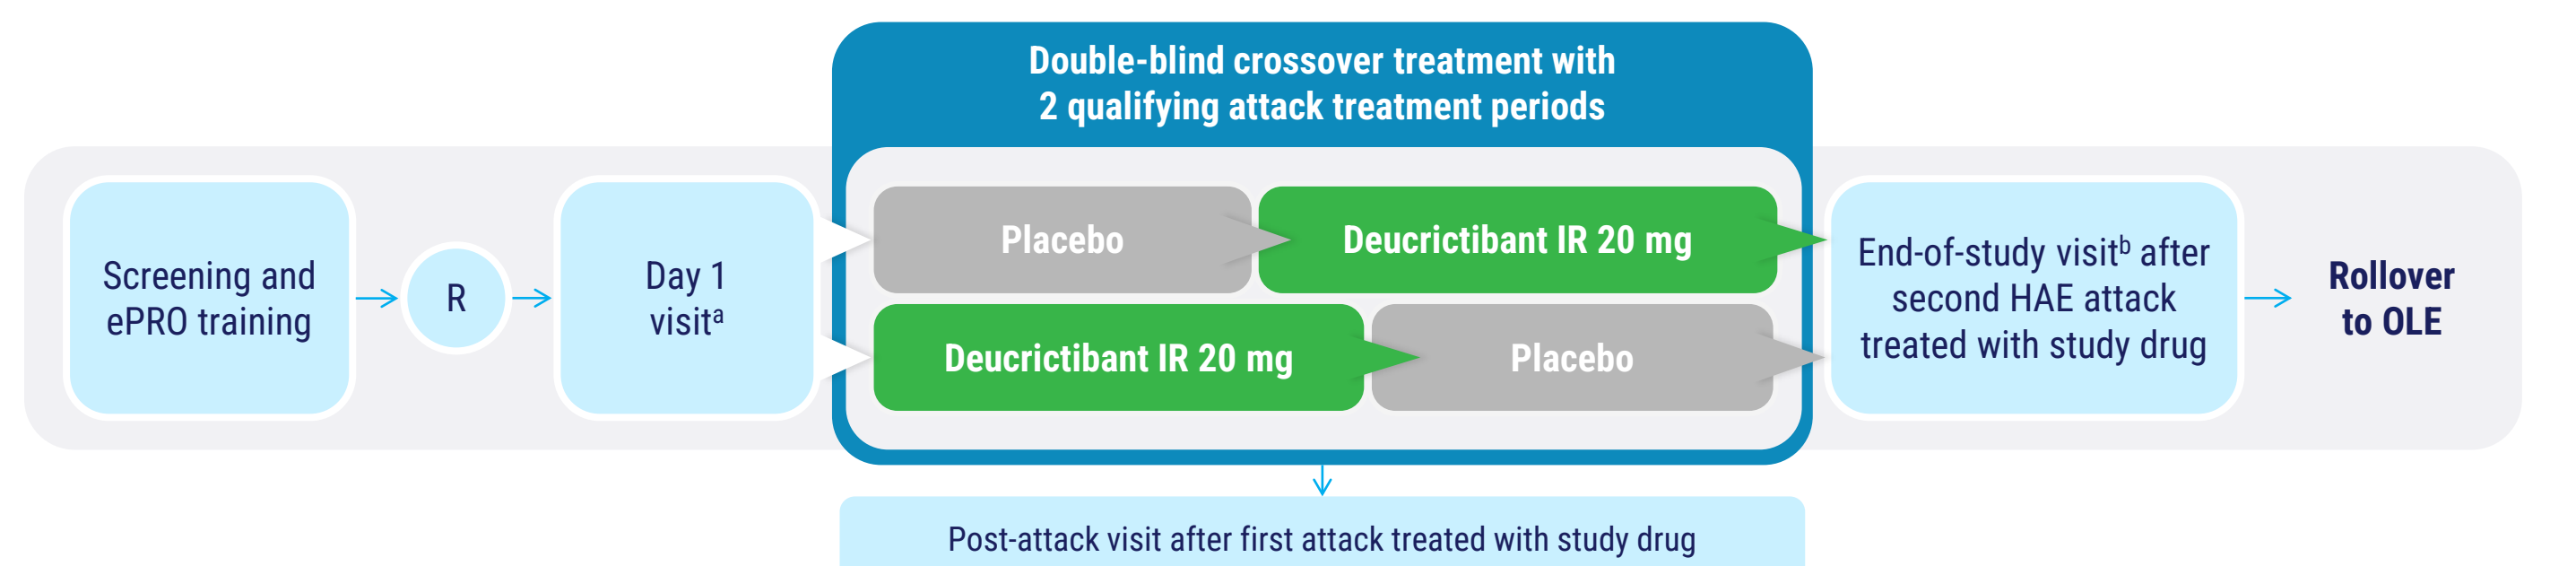 Double-blind crossover treatment with
2 qualifying attack treatment periods
Screening and
ePRO training
R
Day 1
visitᵃ
Placebo
Deucrictibant IR 20 mg
Deucrictibant IR 20 mg
Placebo
End-of-study visitᵇ after
second HAE attack
treated with study drug
Rollover
to OLE
Post-attack visit after first attack treated with study drug